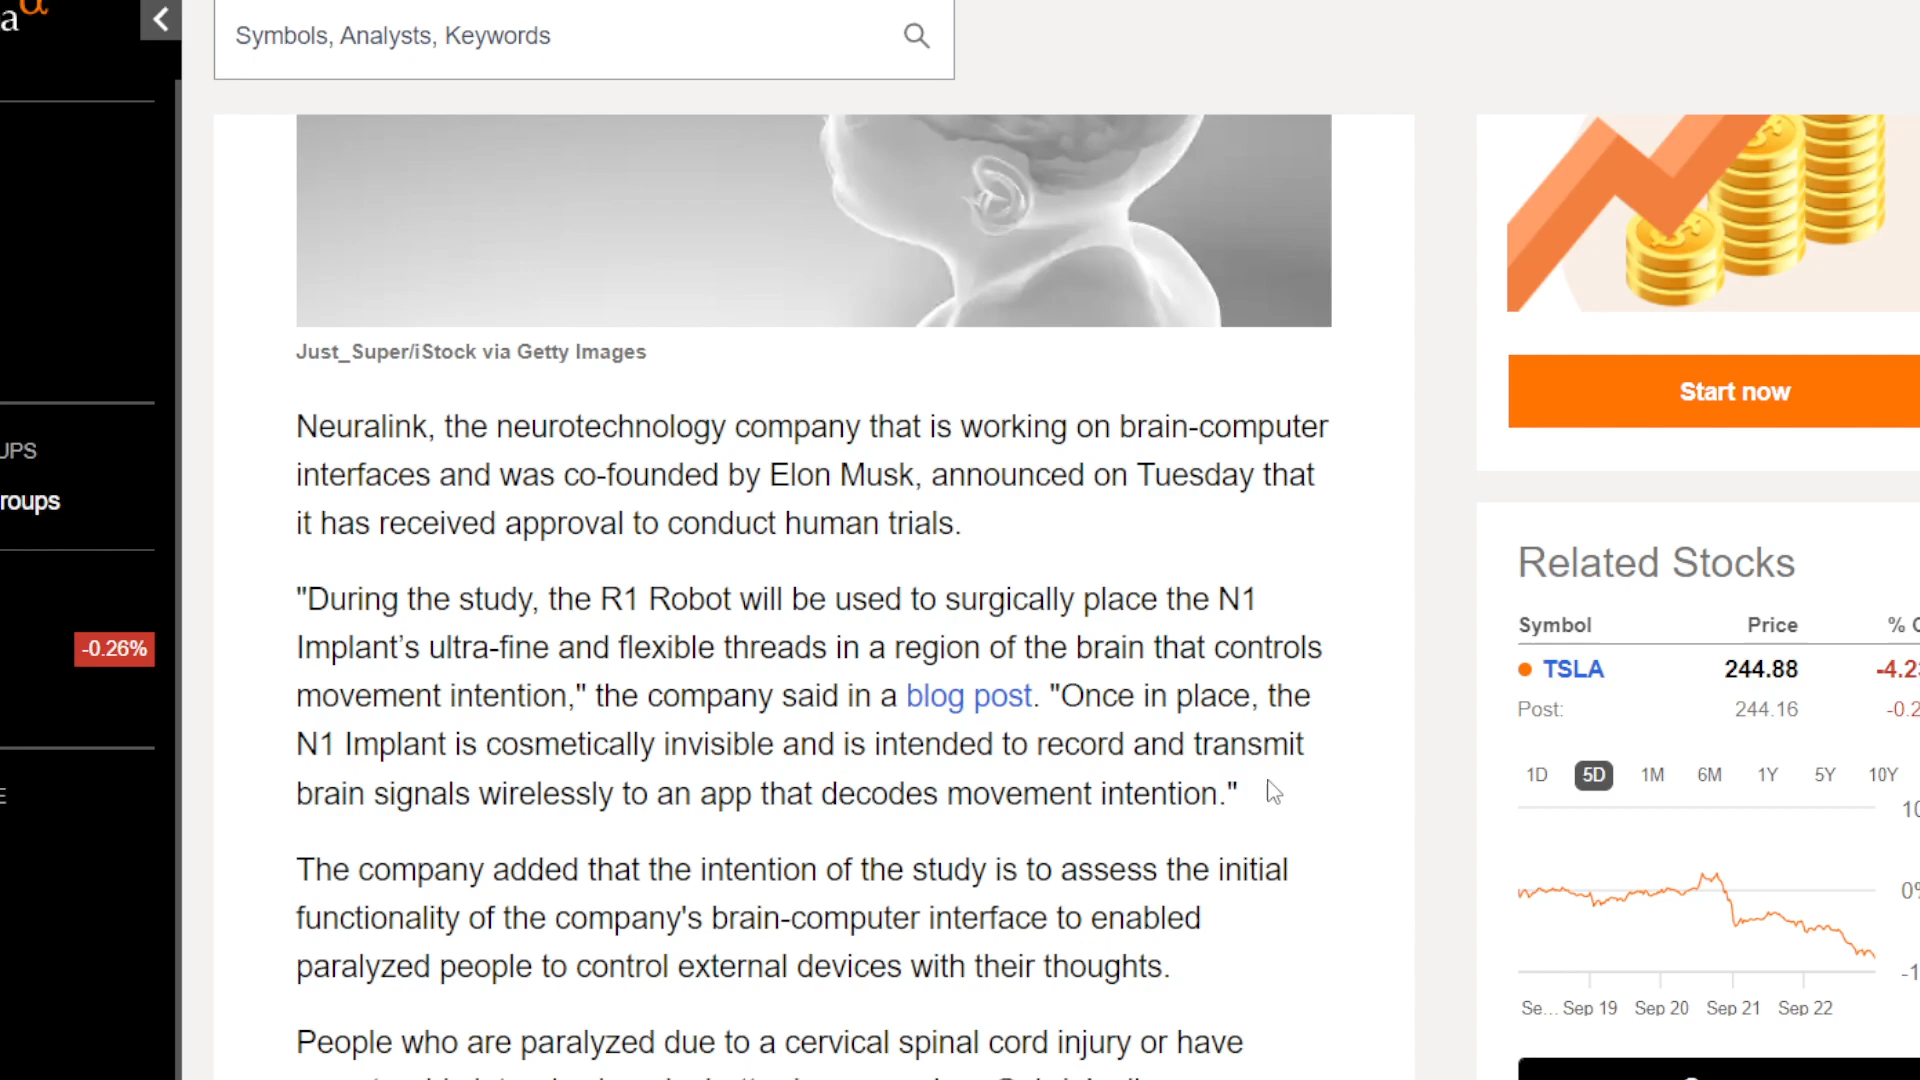 a
α
Symbols, Analysts, Keywords
UPS
roups
-0.26%
Just_Super/iStock via Getty Images
Neuralink, the neurotechnology company that is working on brain-computer
interfaces and was co-founded by Elon Musk, announced on Tuesday that
it has received approval to conduct human trials.
"During the study, the R1 Robot will be used to surgically place the N1
Implant’s ultra-fine and flexible threads in a region of the brain that controls
movement intention," the company said in a blog post. "Once in place, the
N1 Implant is cosmetically invisible and is intended to record and transmit
brain signals wirelessly to an app that decodes movement intention."
The company added that the intention of the study is to assess the initial
functionality of the company's brain-computer interface to enabled
paralyzed people to control external devices with their thoughts.
People who are paralyzed due to a cervical spinal cord injury or have
Start now
Related Stocks
Symbol Price %
TSLA 244.88 -4.2
Post: 244.16 -0.2
1D 5D 1M 6M 1Y 5Y 10Y
10
0%
-1
Se... Sep 19 Sep 20 Sep 21 Sep 22